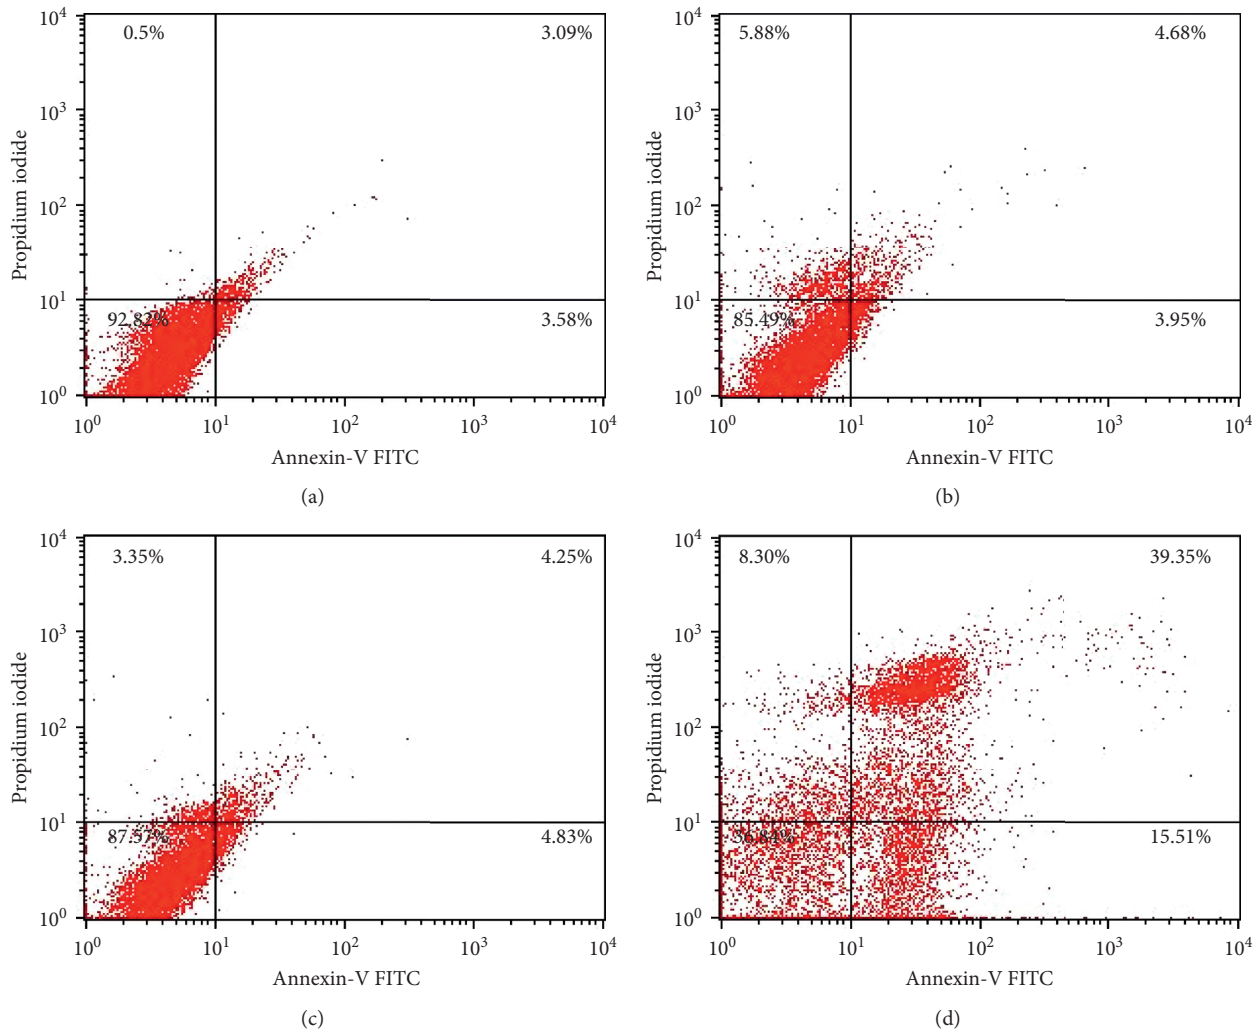 10⁴ 0.5% 3.09%
10³
Propidium iodide
10²
10¹
92.82% 3.58%
10⁰
10⁰ 10¹ 10² 10³ 10⁴
Annexin-V FITC
(a)
10⁴ 5.88% 4.68%
10³
Propidium iodide
10²
10¹
85.49% 3.95%
10⁰
10⁰ 10¹ 10² 10³ 10⁴
Annexin-V FITC
(b)
10⁴ 3.35% 4.25%
10³
Propidium iodide
10²
10¹
87.57% 4.83%
10⁰
10⁰ 10¹ 10² 10³ 10⁴
Annexin-V FITC
(c)
10⁴ 8.30% 39.35%
10³
Propidium iodide
10²
10¹
36.84% 15.51%
10⁰
10⁰ 10¹ 10² 10³ 10⁴
Annexin-V FITC
(d)